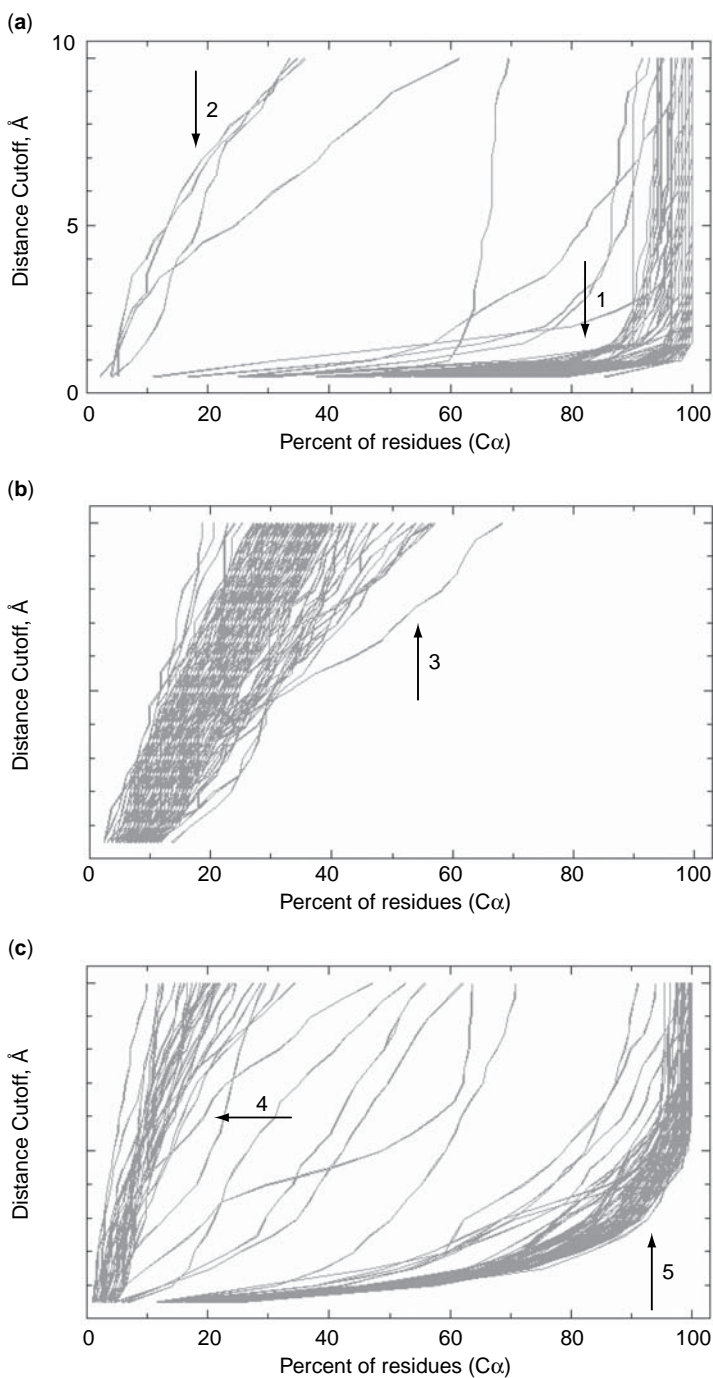 (a)
10
5
0
Distance Cutoff, Å
2
1
0 20 40 60 80 100
Percent of residues (Cα)
(b)
Distance Cutoff, Å
3
0 20 40 60 80 100
Percent of residues (Cα)
(c)
Distance Cutoff, Å
4
5
0 20 40 60 80 100
Percent of residues (Cα)